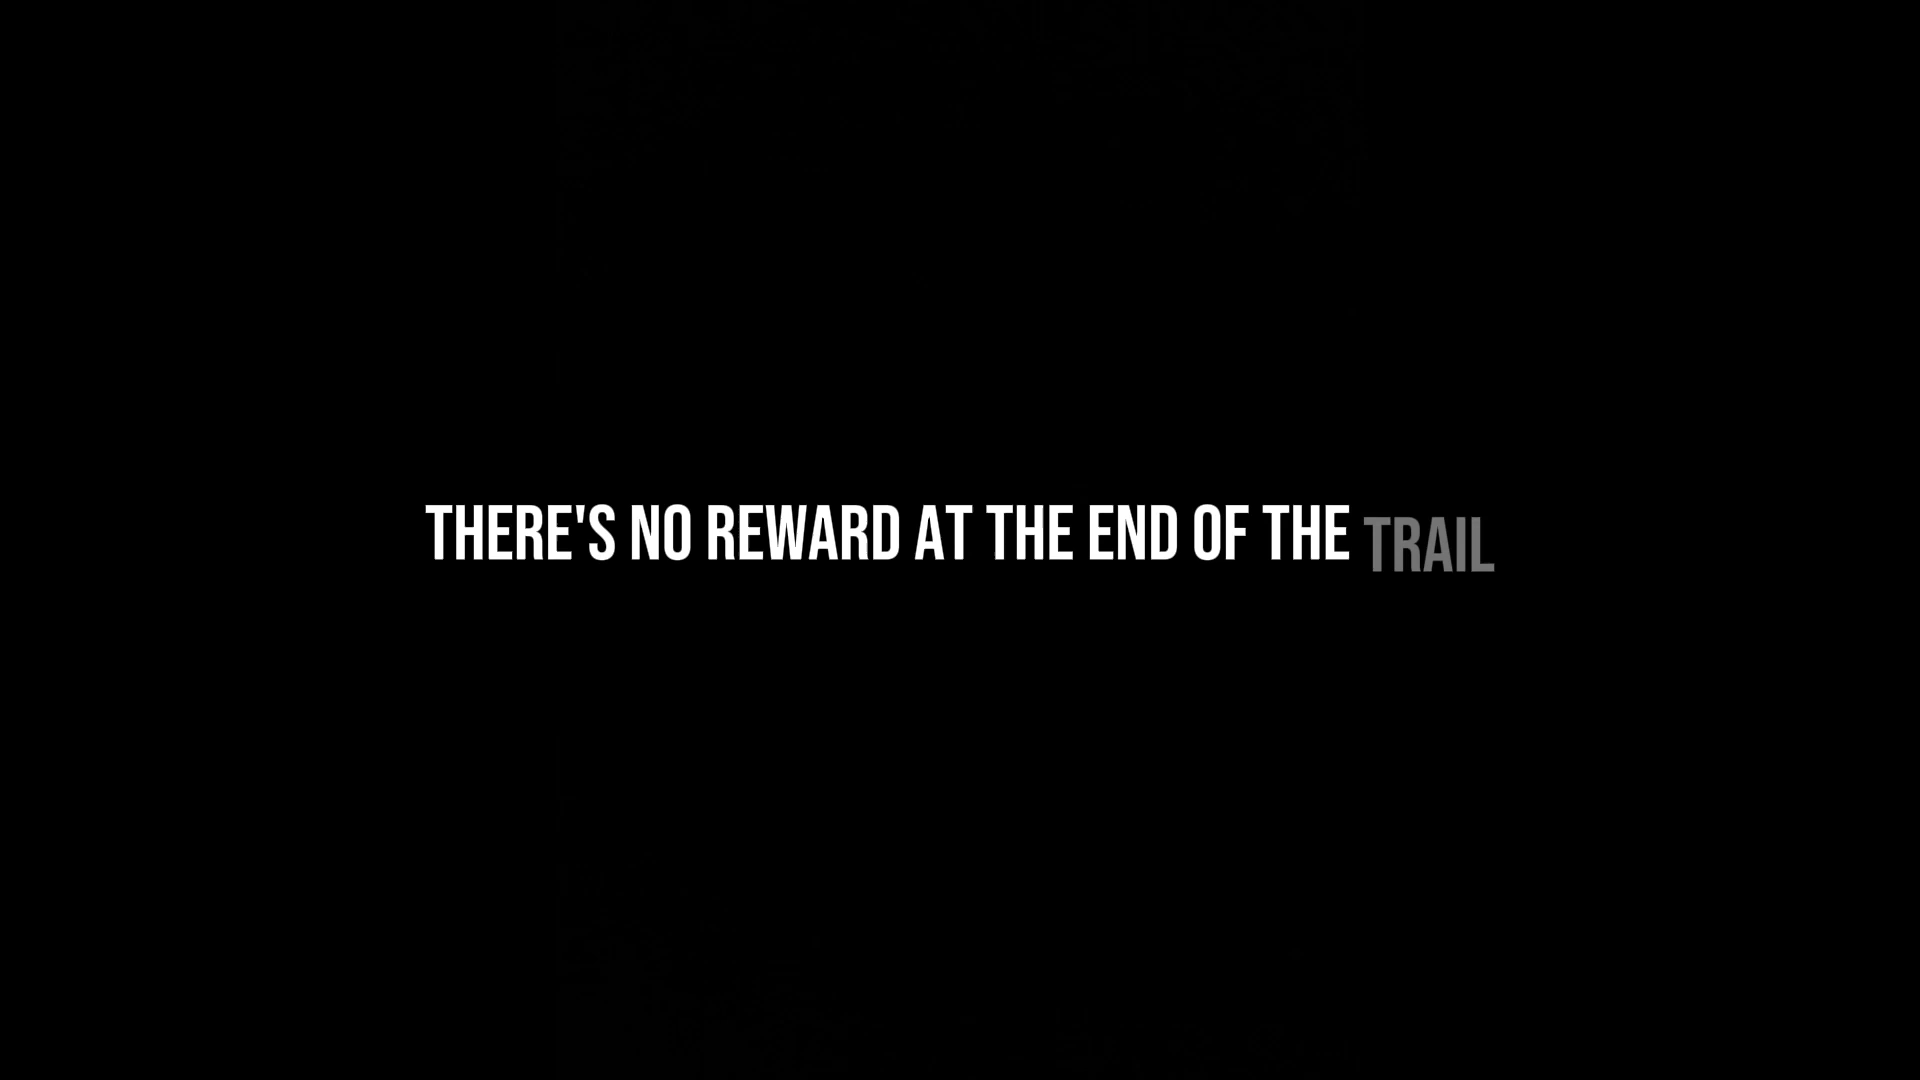 THERE'S NO REWARD AT THE END OF THE TRAIL